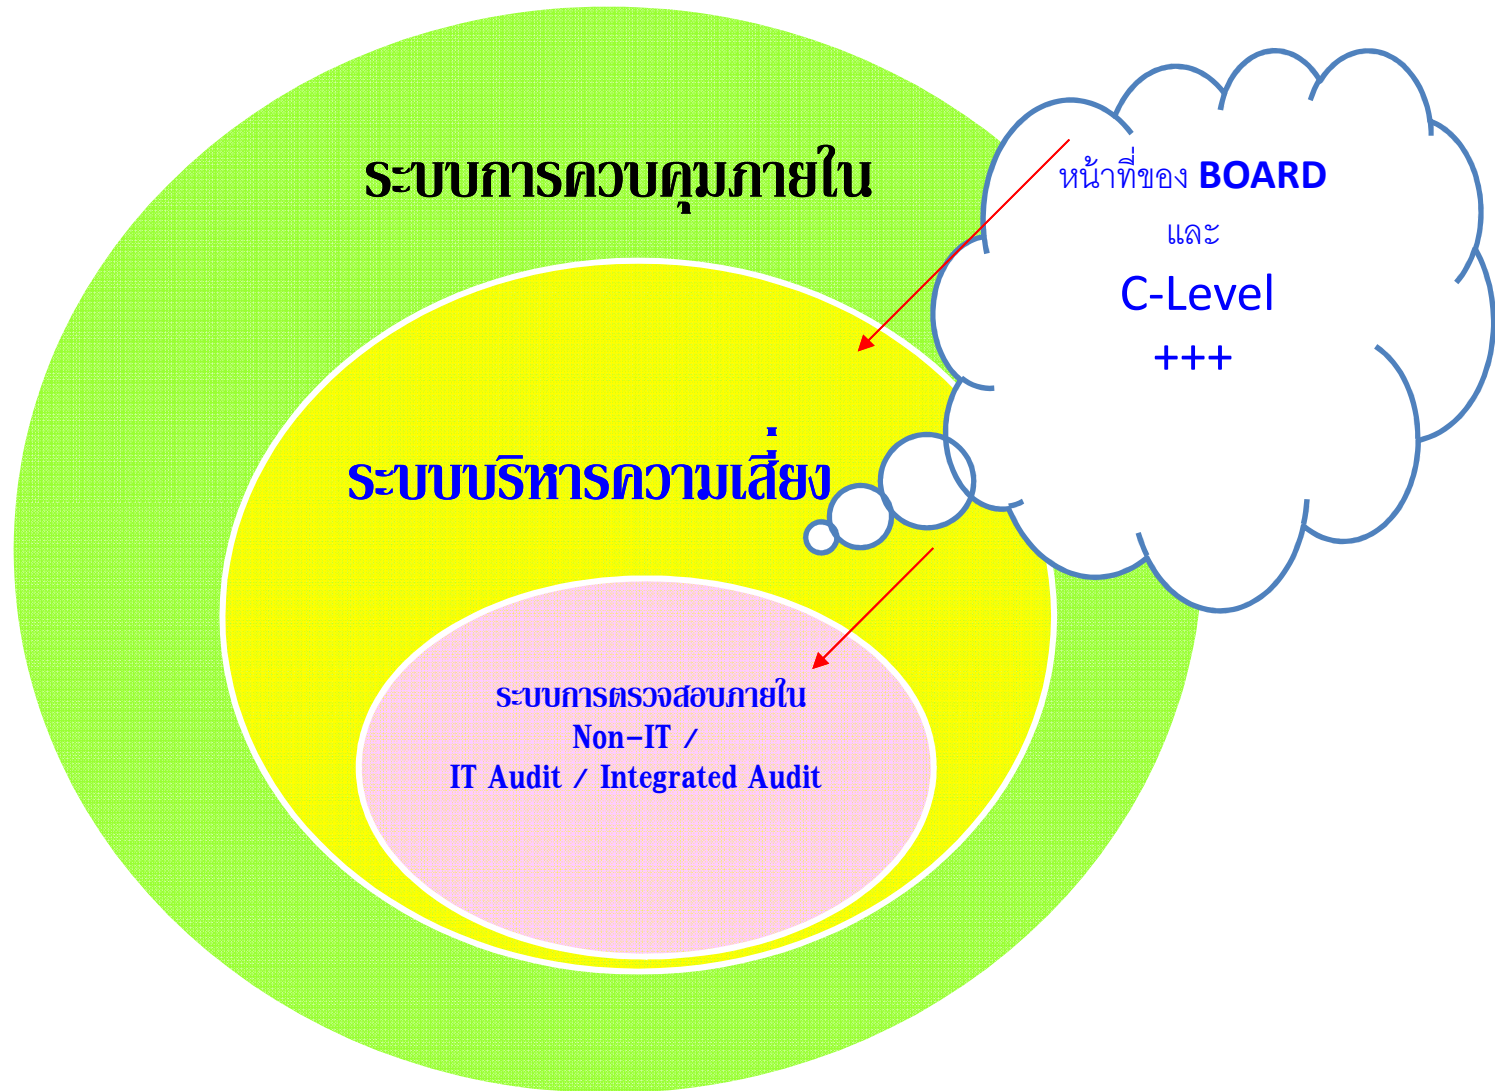 ระบบการควบคุมภายใน
หน้าที่ของ BOARD
และ
C-Level
+++
ระบบบริหารความเสี่ยง
ระบบการตรวจสอบภายใน
Non-IT /
IT Audit / Integrated Audit